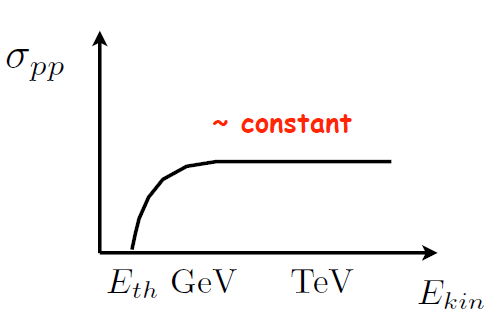 σ_pp
~ constant
E_th GeV TeV
E_kin